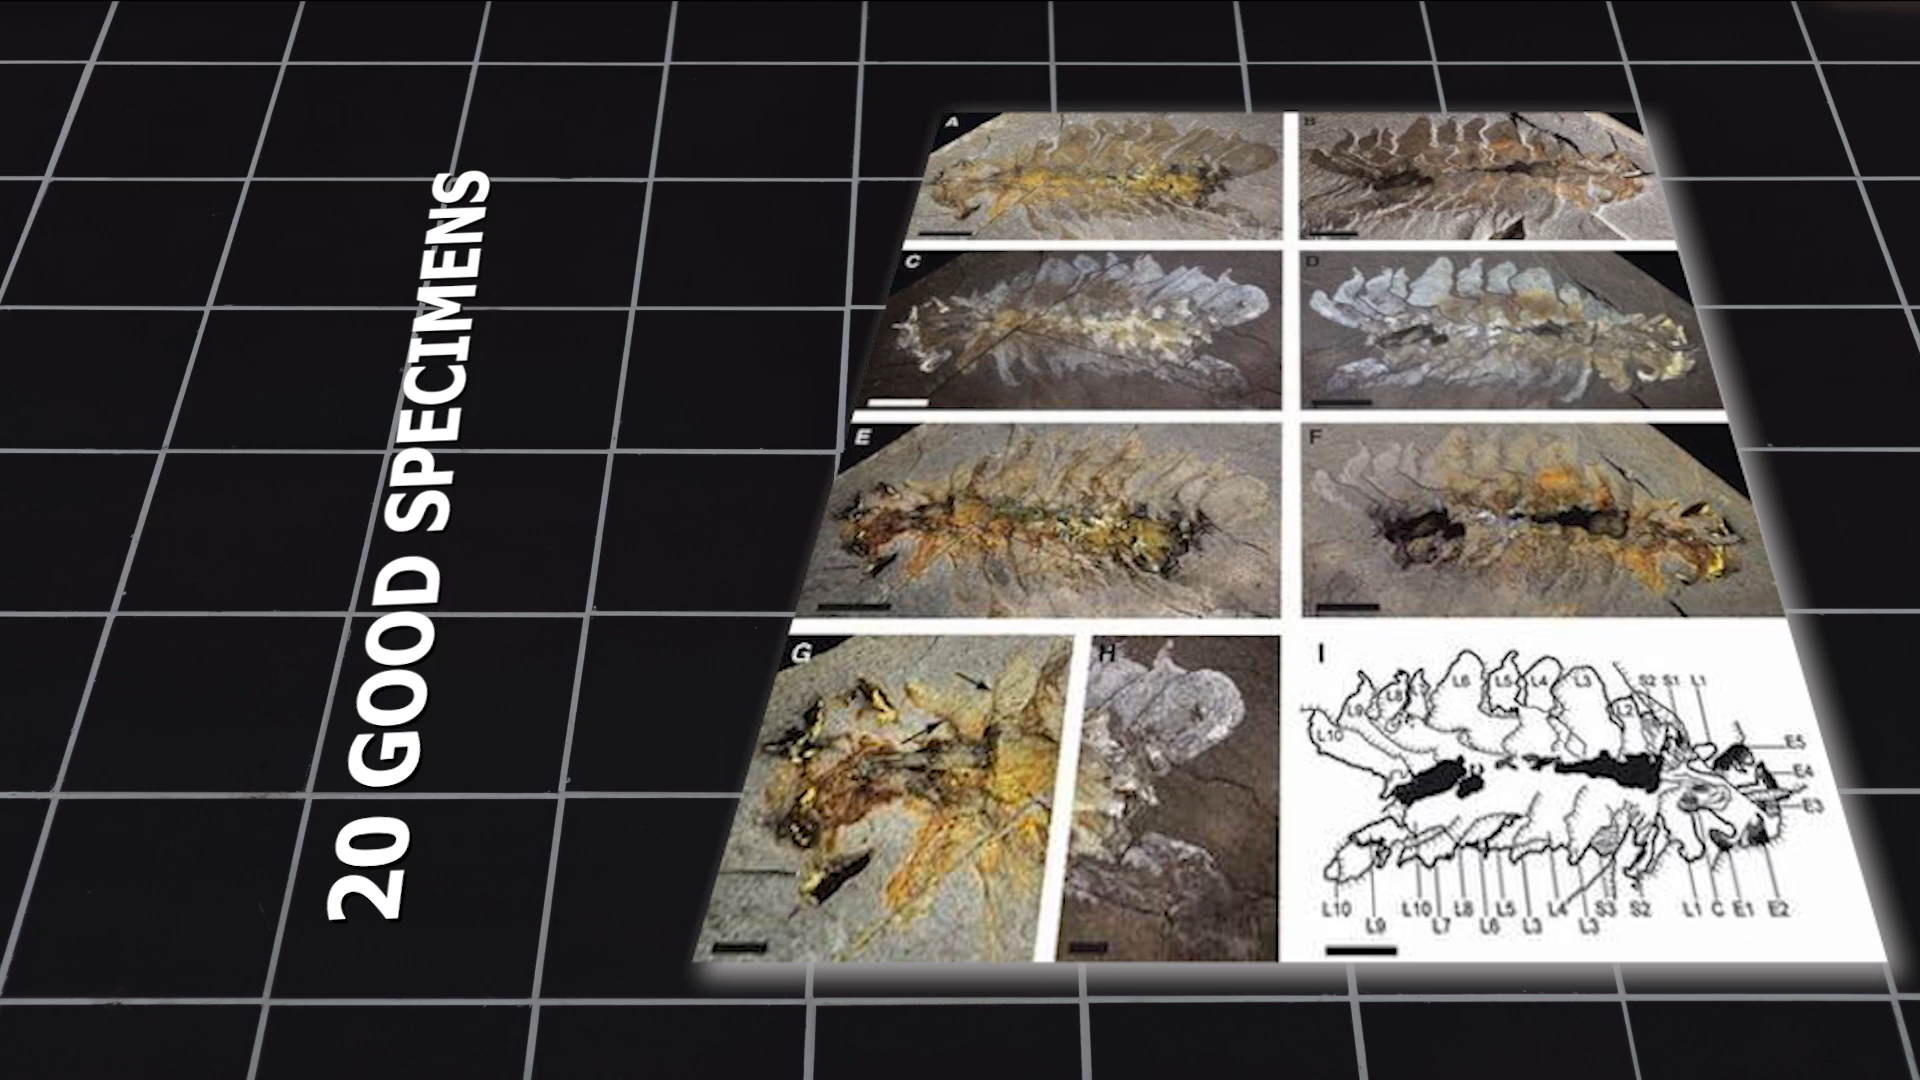 20 GOOD SPECIMENS
A
B
C
D
E
F
G
H
I
L6 L5 L4 L3 S2 S1 L1
L8
L9 L2
L10
E5
E4
E3
L10 L10 L8 L5 L4 S3 S2 L1 C E1 E2
L9 L7 L6 L3 L3